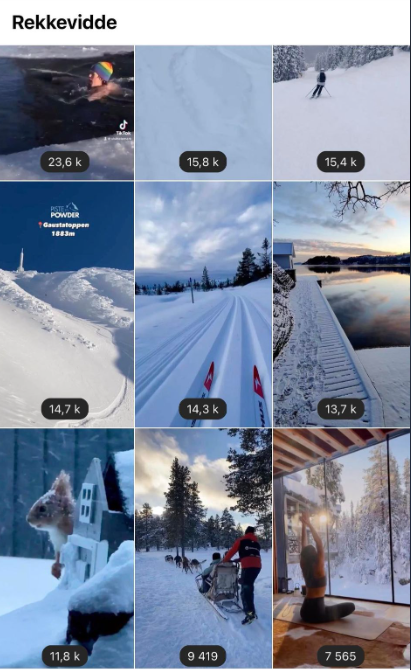 Rekkevidde
TikTok
23,6 k
15,8 k
15,4 k
PISTE
POWDER
Gaustatoppen
1883m
14,7 k
14,3 k
13,7 k
11,8 k
9 419
7 565